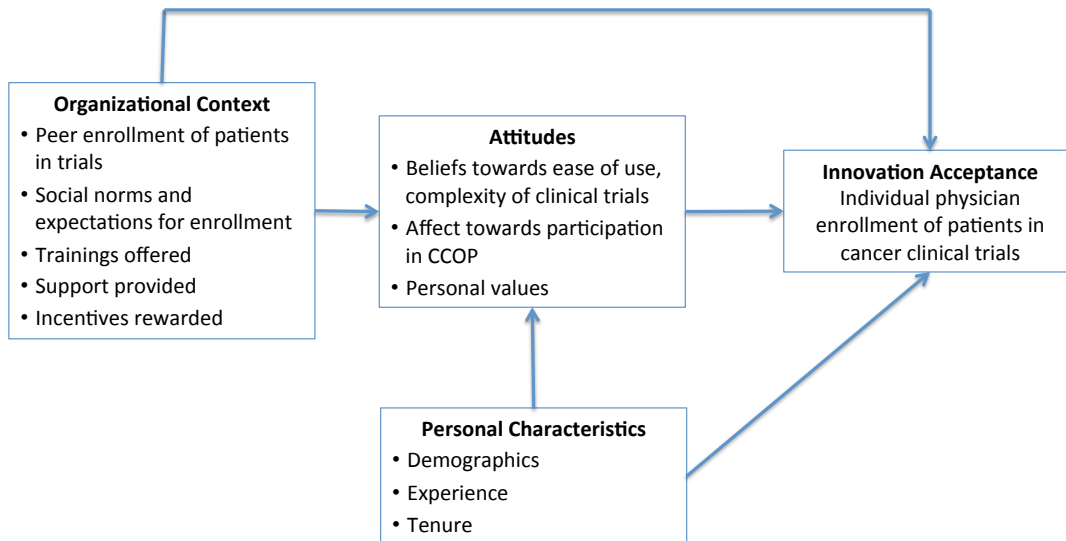 Organizational Context
• Peer enrollment of patients
in trials
• Social norms and
expectations for enrollment
• Trainings offered
• Support provided
• Incentives rewarded
Attitudes
• Beliefs towards ease of use,
complexity of clinical trials
• Affect towards participation
in CCOP
• Personal values
Innovation Acceptance
Individual physician
enrollment of patients in
cancer clinical trials
Personal Characteristics
• Demographics
• Experience
• Tenure